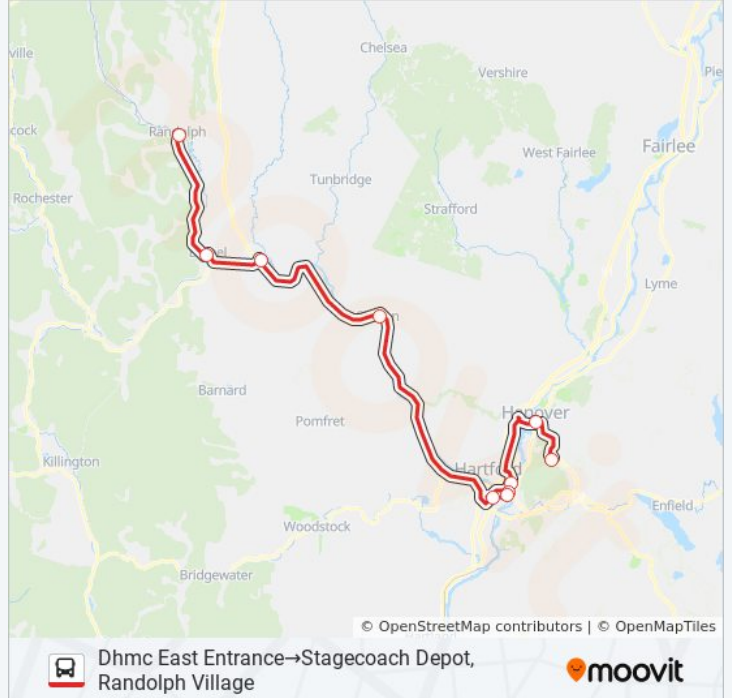 Chelsea
ville
Vershire
Pie
cock
Randolph
West Fairlee
Fairlee
Tunbridge
Rochester
Strafford
Lyme
Barnard
Pomfret
Hanover
Killington
Hartford
Enfield
Woodstock
Bridgewater
© OpenStreetMap contributors | © OpenMapTiles
Dhmc East Entrance→Stagecoach Depot,
Randolph Village
moovit